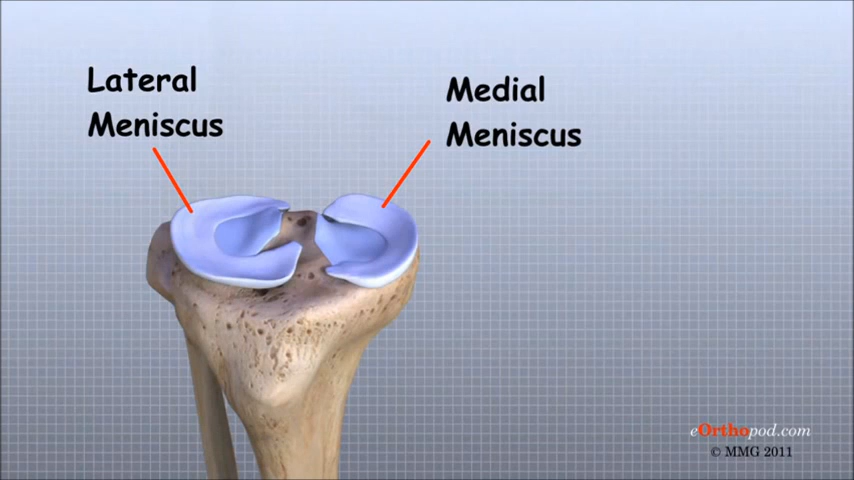 Lateral
Meniscus
Medial
Meniscus
eOrthopod.com
© MMG 2011